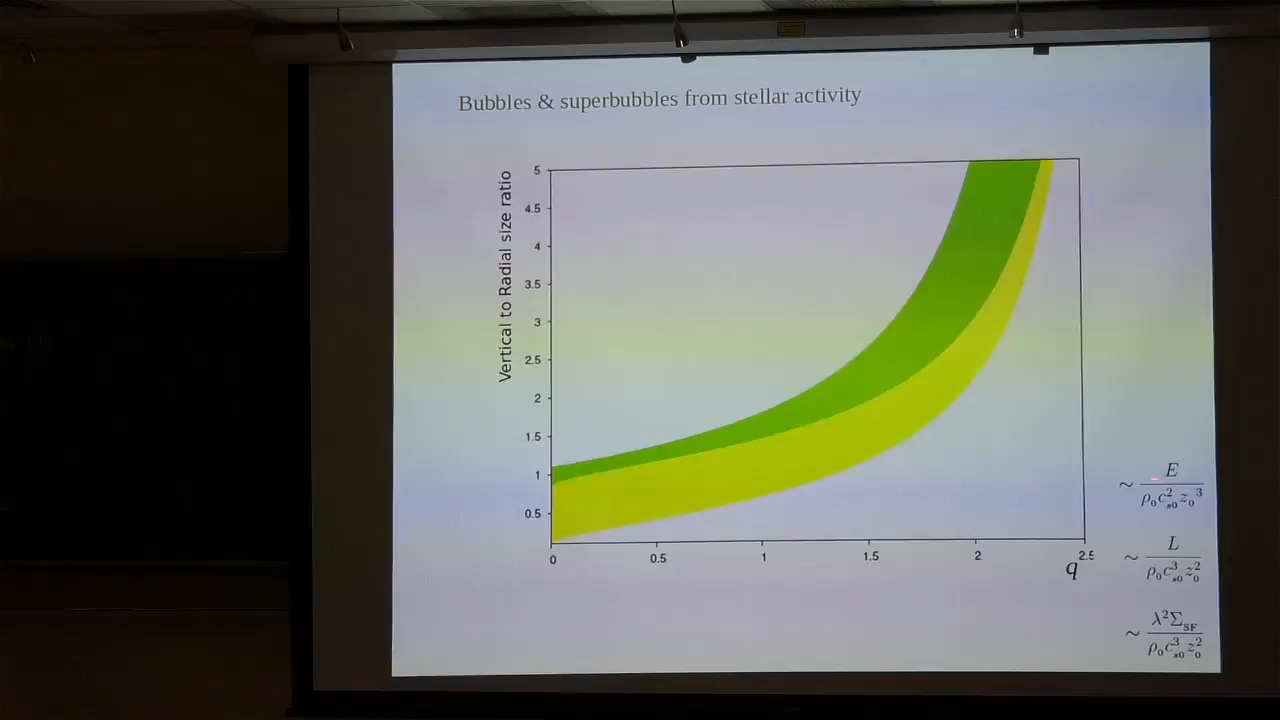 Bubbles & superbubbles from stellar activity
Vertical to Radial size ratio
5
4.5
4
3.5
3
2.5
2
1.5
1
0.5
0 0.5 1 1.5 2 2.5
q
~ E / ρ₀c²ₛ₀z₀³
~ L / ρ₀c³ₛ₀z₀²
~ λ²Σ_SF / ρ₀c³ₛ₀z₀²